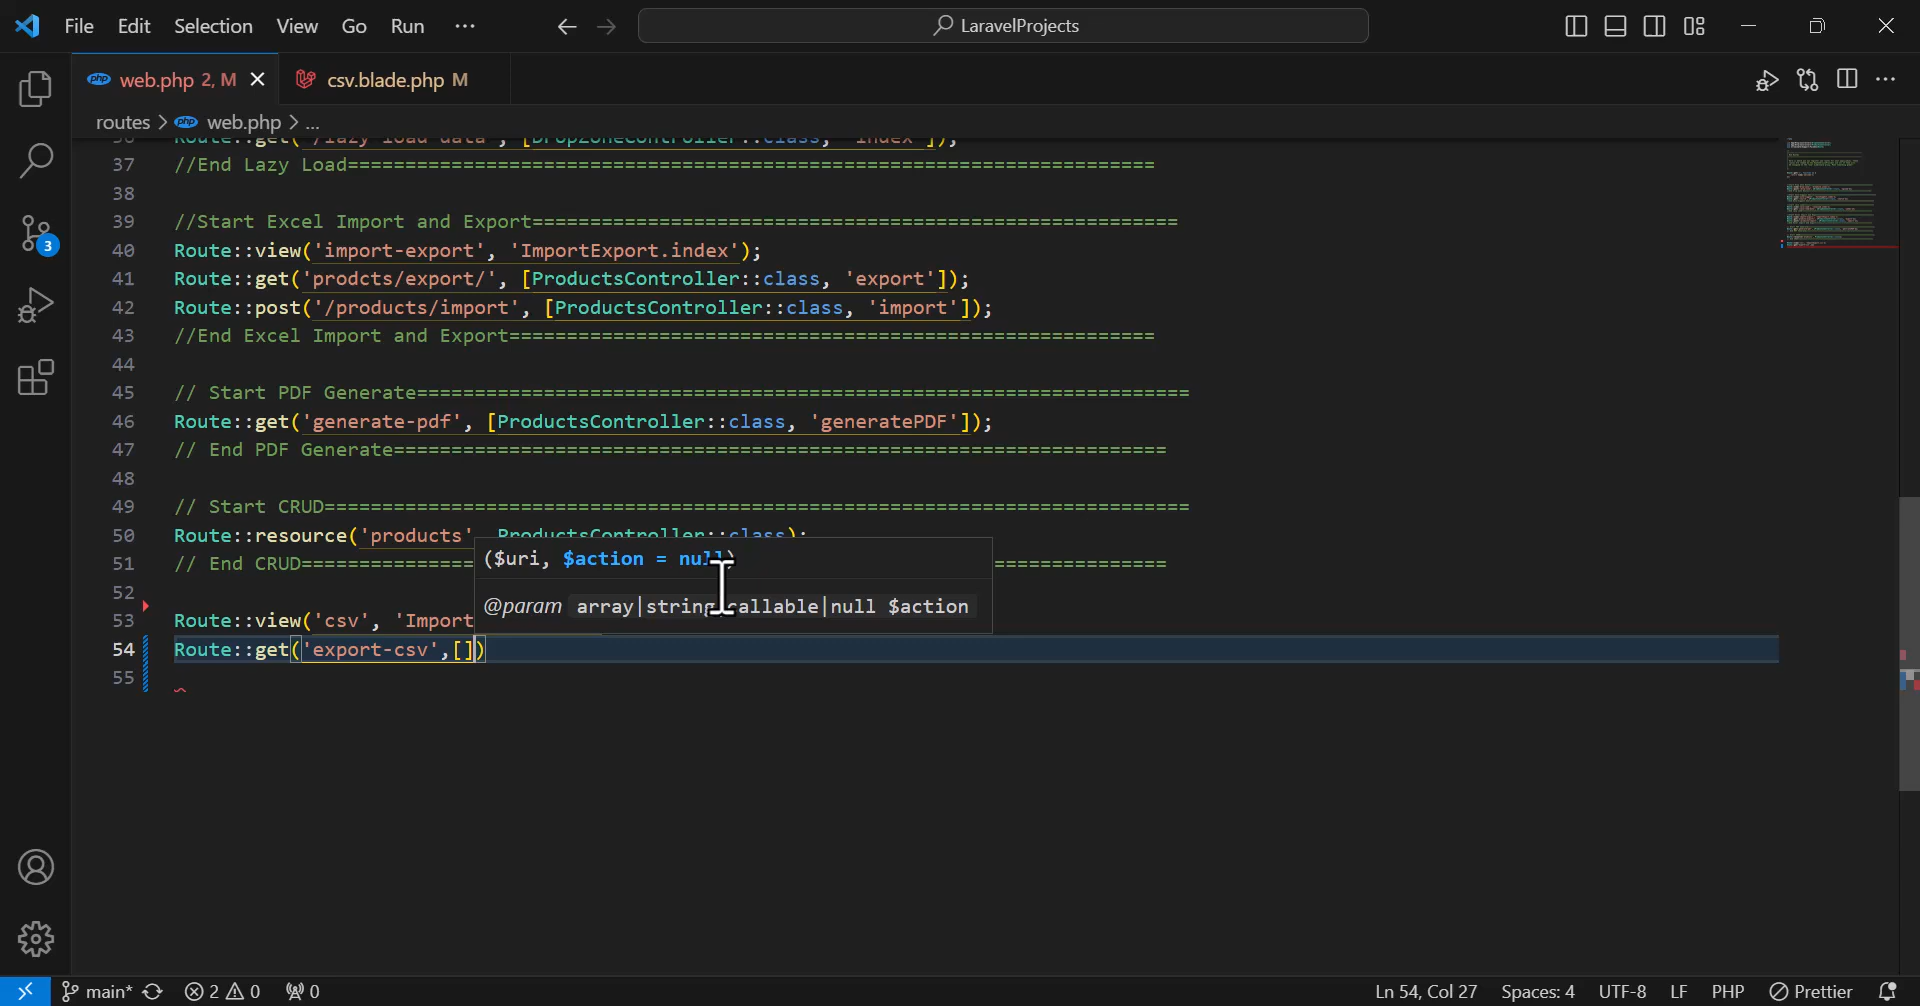 File Edit Selection View Go Run ··· LaravelProjects
web.php 2, M csv.blade.php M
routes > web.php > ...
37 //End Lazy Load======================================================================
38
39 //Start Excel Import and Export========================================================
40 Route::view('import-export', 'ImportExport.index');
41 Route::get('prodcts/export/', [ProductsController::class, 'export']);
42 Route::post('/products/import', [ProductsController::class, 'import']);
43 //End Excel Import and Export========================================================
44
45 // Start PDF Generate===================================================================
46 Route::get('generate-pdf', [ProductsController::class, 'generatePDF']);
47 // End PDF Generate===================================================================
48
49 // Start CRUD===========================================================================
50 Route::resource('products', ProductsController::class);
51 // End CRUD===========================================================================
($uri, $action = null)
52
@param array|string|callable|null $action
53 Route::view('csv', 'Import
54 Route::get('export-csv',[])
55
main* 2 0 0 Ln 54, Col 27 Spaces: 4 UTF-8 LF PHP Prettier
3